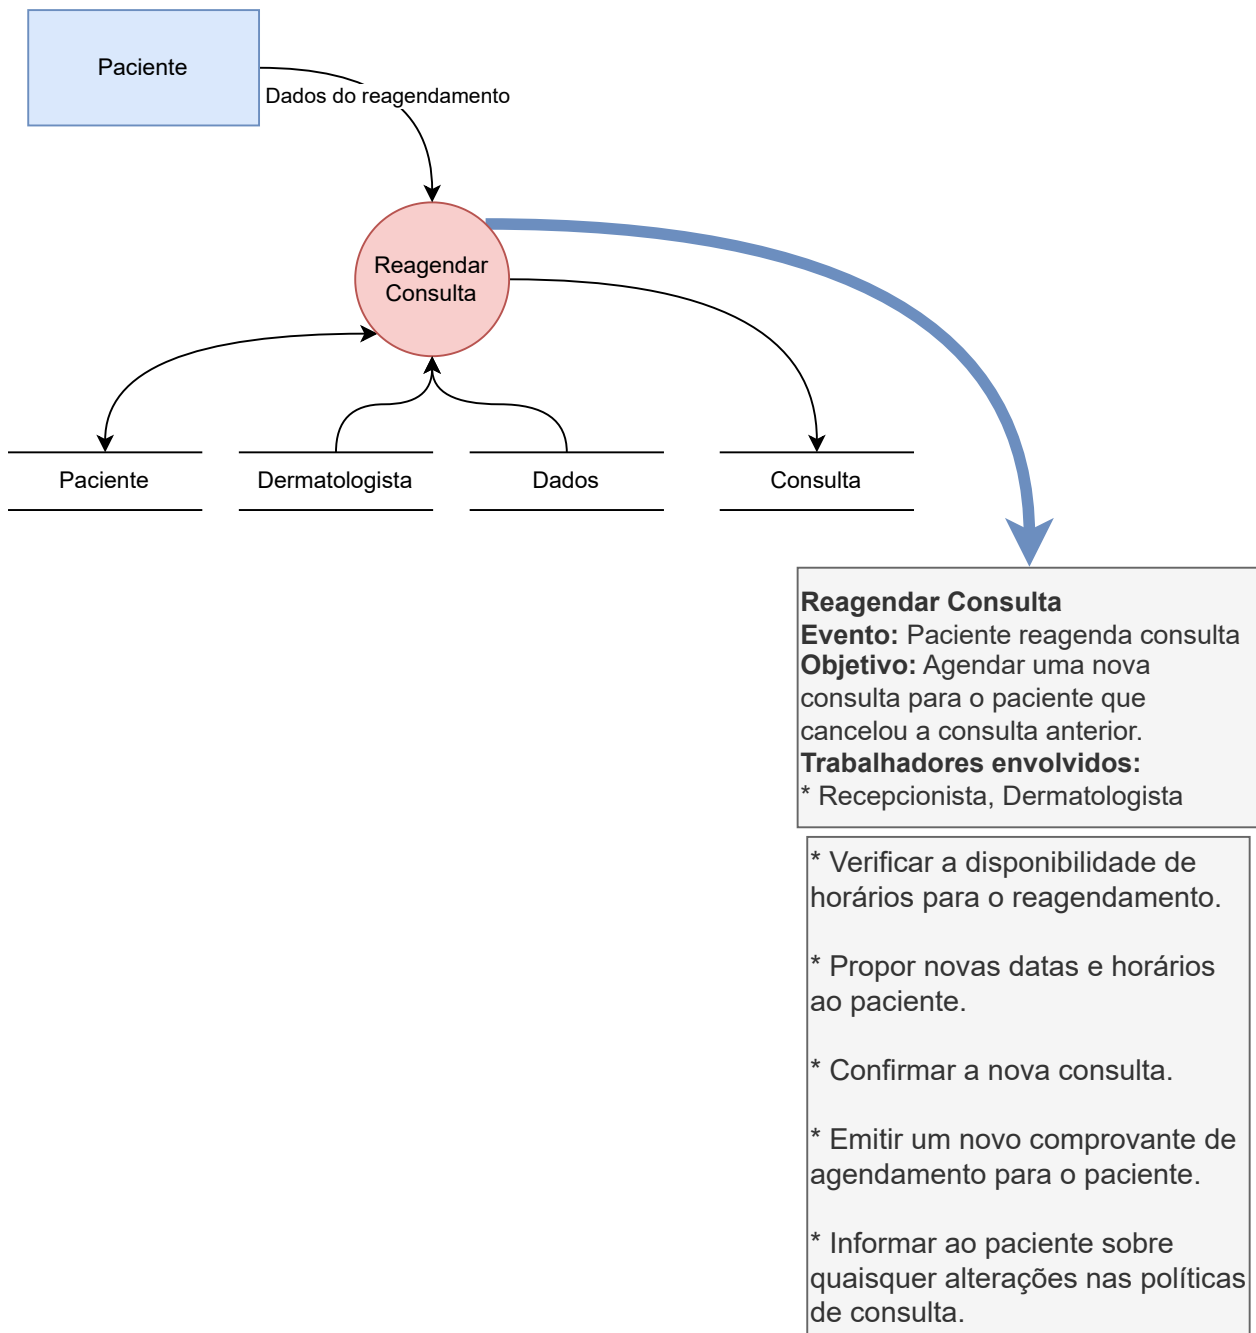 Paciente
Dados do reagendamento
Reagendar
Consulta
Paciente
Dermatologista
Dados
Consulta
Reagendar Consulta
Evento: Paciente reagenda consulta
Objetivo: Agendar uma nova
consulta para o paciente que
cancelou a consulta anterior.
Trabalhadores envolvidos:
* Recepcionista, Dermatologista
* Verificar a disponibilidade de
horários para o reagendamento.
* Propor novas datas e horários
ao paciente.
* Confirmar a nova consulta.
* Emitir um novo comprovante de
agendamento para o paciente.
* Informar ao paciente sobre
quaisquer alterações nas políticas
de consulta.